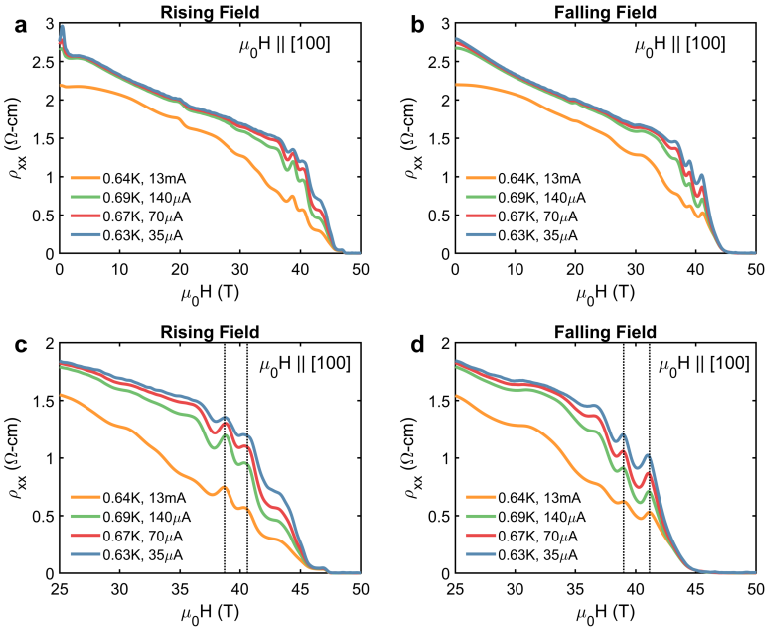 a
Rising Field
μ₀H || [100]
3
2.5
2
1.5
1
0.5
0
ρxx (Ω-cm)
0.64K, 13mA
0.69K, 140μA
0.67K, 70μA
0.63K, 35μA
0 10 20 30 40 50
μ₀H (T)
b
Falling Field
μ₀H || [100]
3
2.5
2
1.5
1
0.5
0
ρxx (Ω-cm)
0.64K, 13mA
0.69K, 140μA
0.67K, 70μA
0.63K, 35μA
0 10 20 30 40 50
μ₀H (T)
c
Rising Field
μ₀H || [100]
2
1.5
1
0.5
0
ρxx (Ω-cm)
0.64K, 13mA
0.69K, 140μA
0.67K, 70μA
0.63K, 35μA
25 30 35 40 45 50
μ₀H (T)
d
Falling Field
μ₀H || [100]
2
1.5
1
0.5
0
ρxx (Ω-cm)
0.64K, 13mA
0.69K, 140μA
0.67K, 70μA
0.63K, 35μA
25 30 35 40 45 50
μ₀H (T)